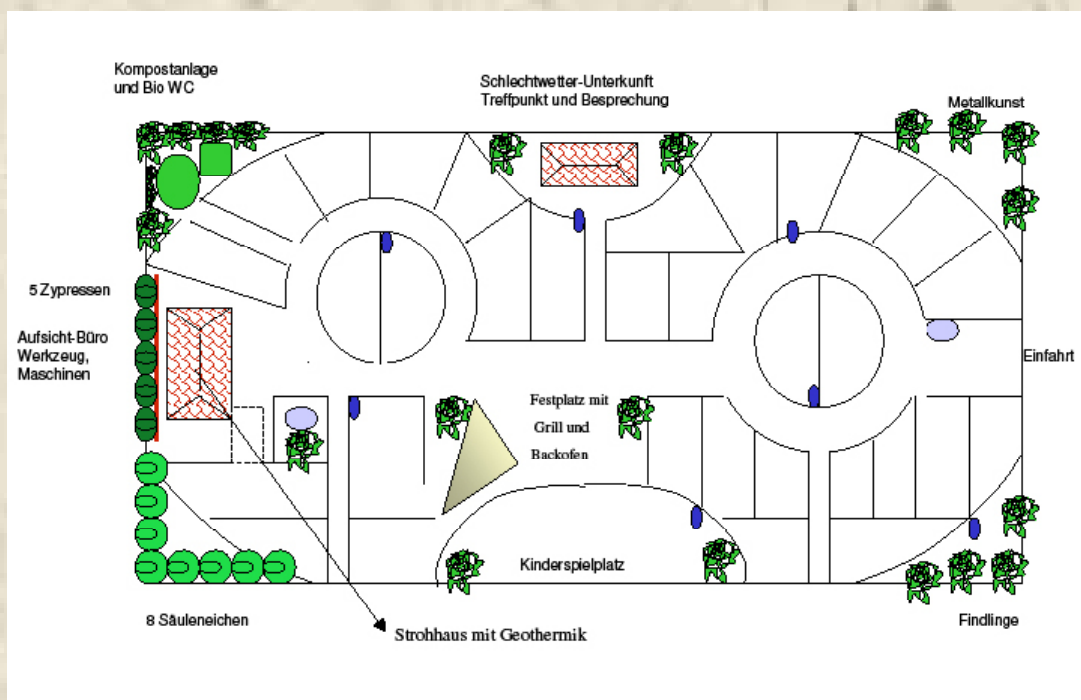 Kompostanlage
und Bio WC
Schlechtwetter-Unterkunft
Treffpunkt und Besprechung
Metallkunst
5 Zypressen
Aufsicht-Büro
Werkzeug,
Maschinen
Einfahrt
Festplatz mit
Grill und
Backofen
Kinderspielplatz
8 Säuleneichen
Strohhaus mit Geothermik
Findlinge